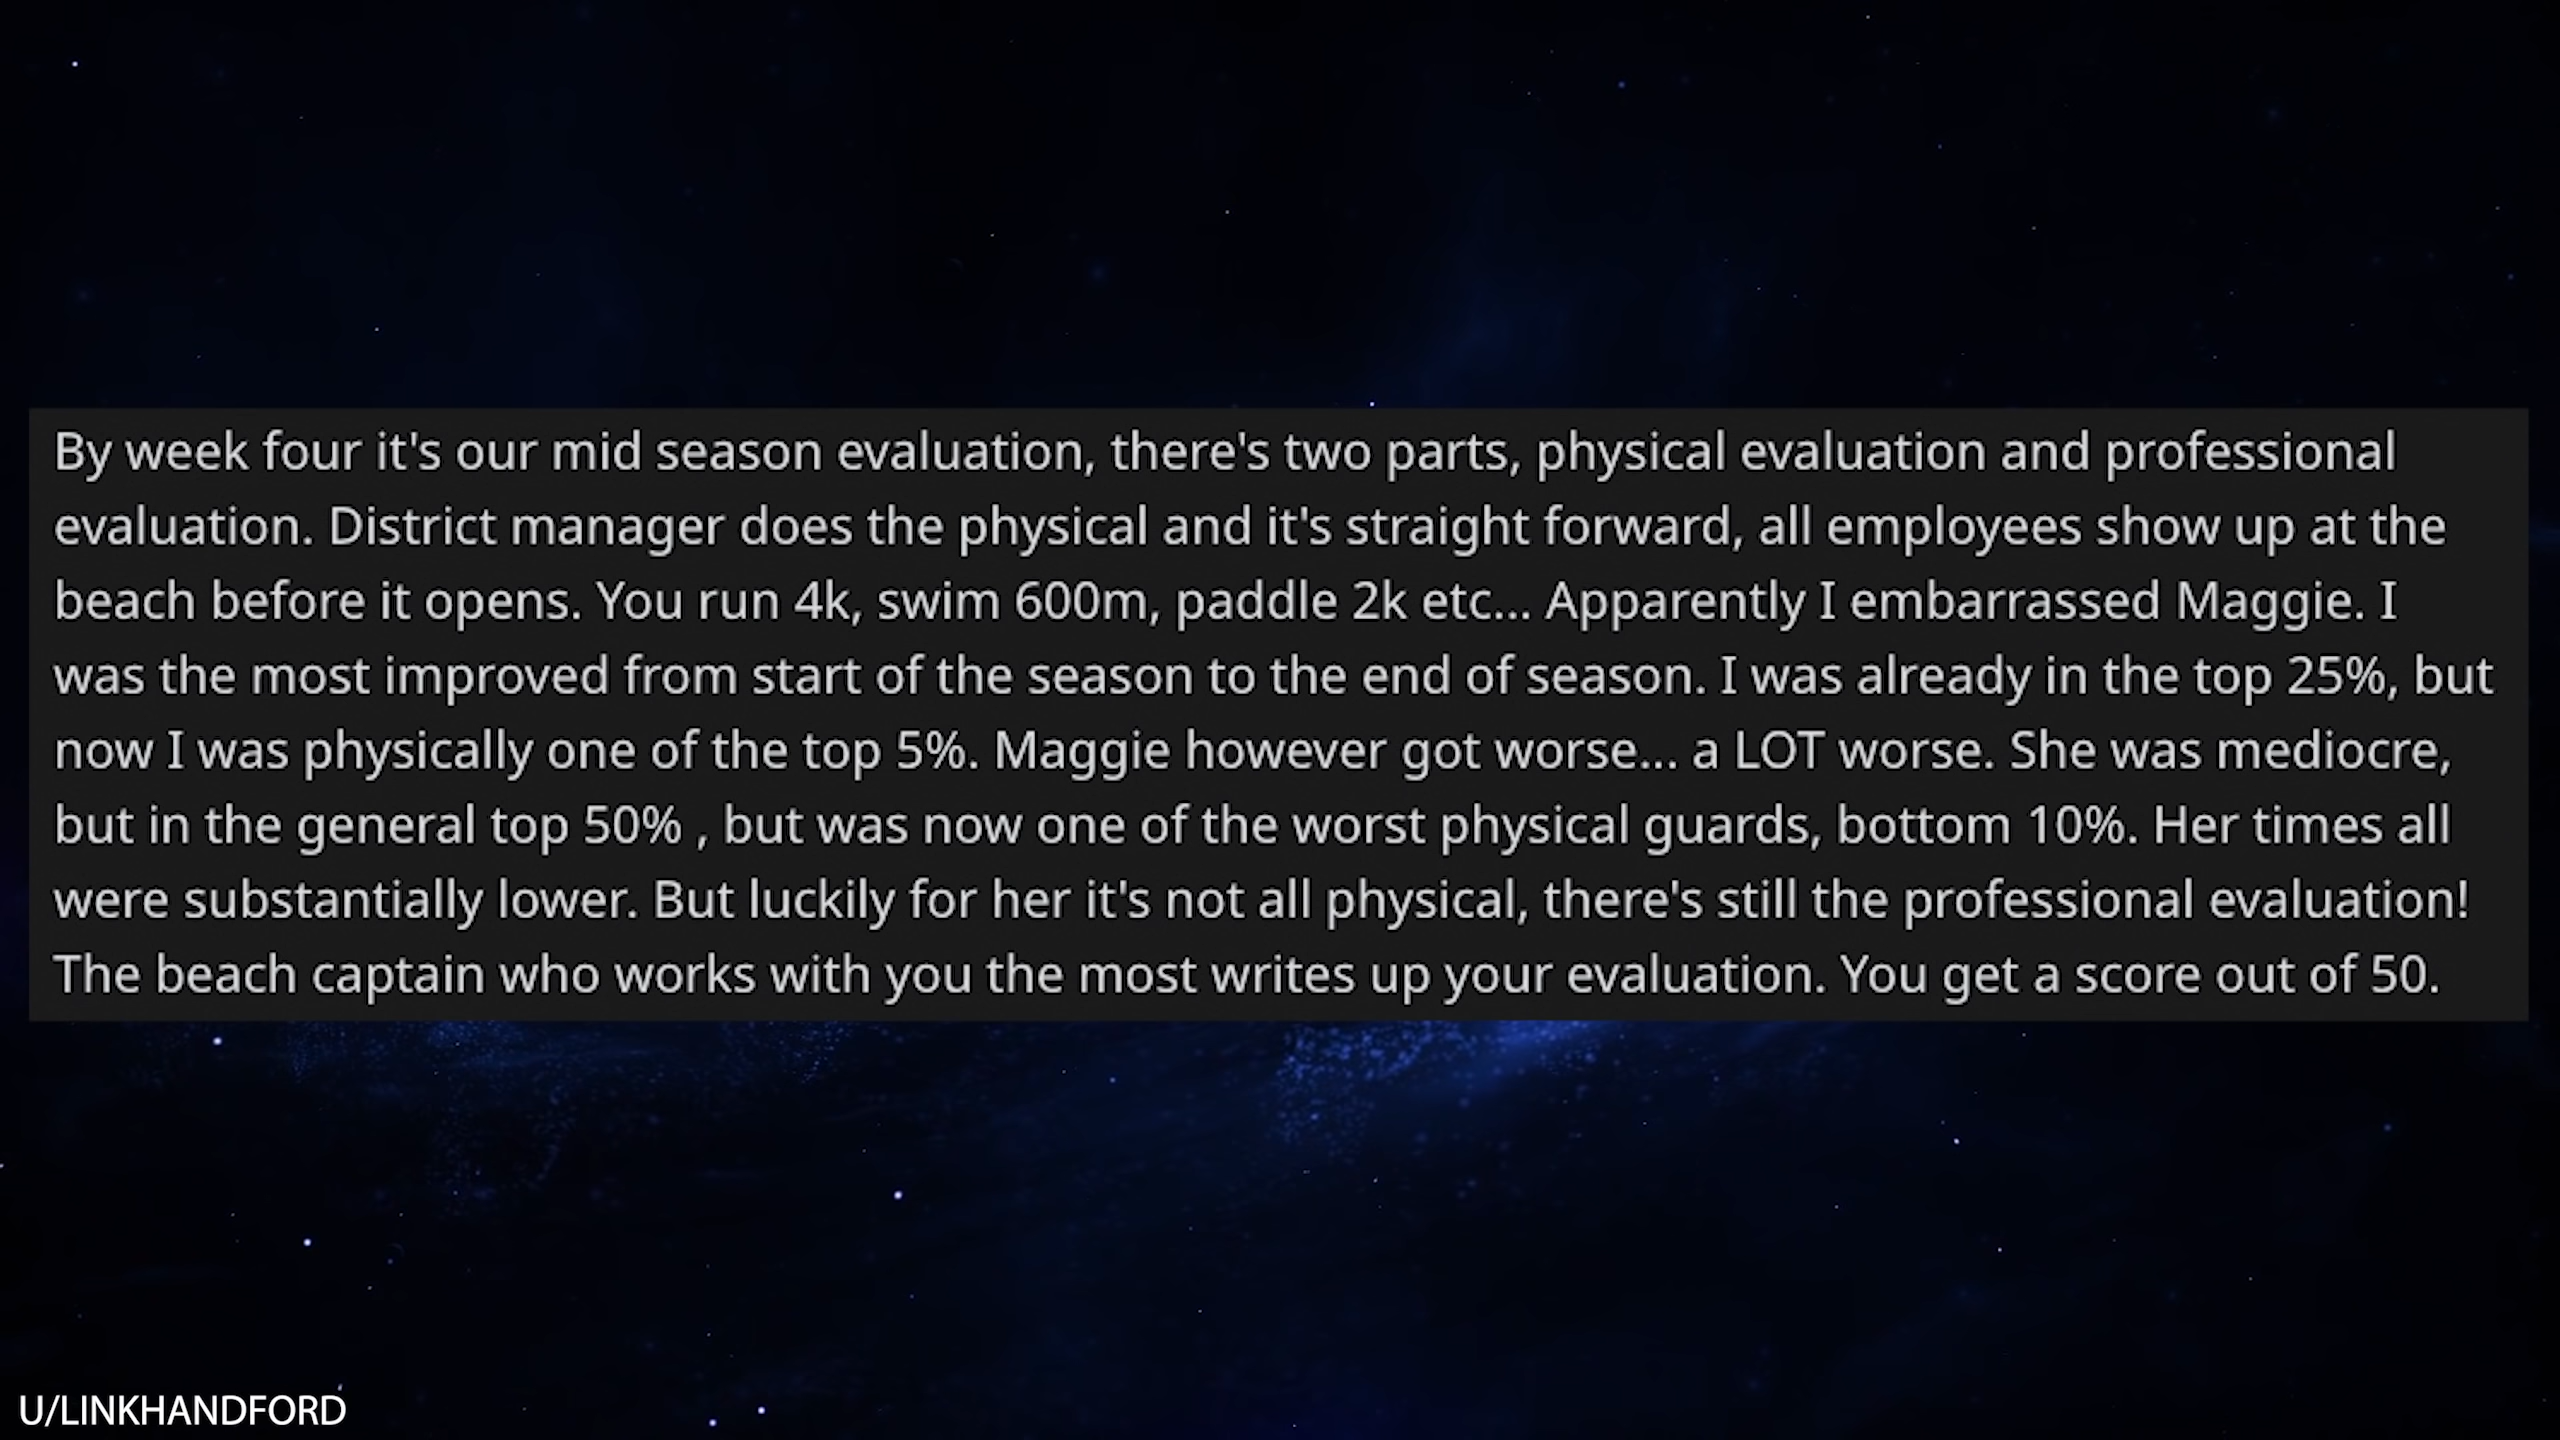 By week four it's our mid season evaluation, there's two parts, physical evaluation and professional
evaluation. District manager does the physical and it's straight forward, all employees show up at the
beach before it opens. You run 4k, swim 600m, paddle 2k etc... Apparently I embarrassed Maggie. I
was the most improved from start of the season to the end of season. I was already in the top 25%, but
now I was physically one of the top 5%. Maggie however got worse... a LOT worse. She was mediocre,
but in the general top 50% , but was now one of the worst physical guards, bottom 10%. Her times all
were substantially lower. But luckily for her it's not all physical, there's still the professional evaluation!
The beach captain who works with you the most writes up your evaluation. You get a score out of 50.
U/LINKHANDFORD